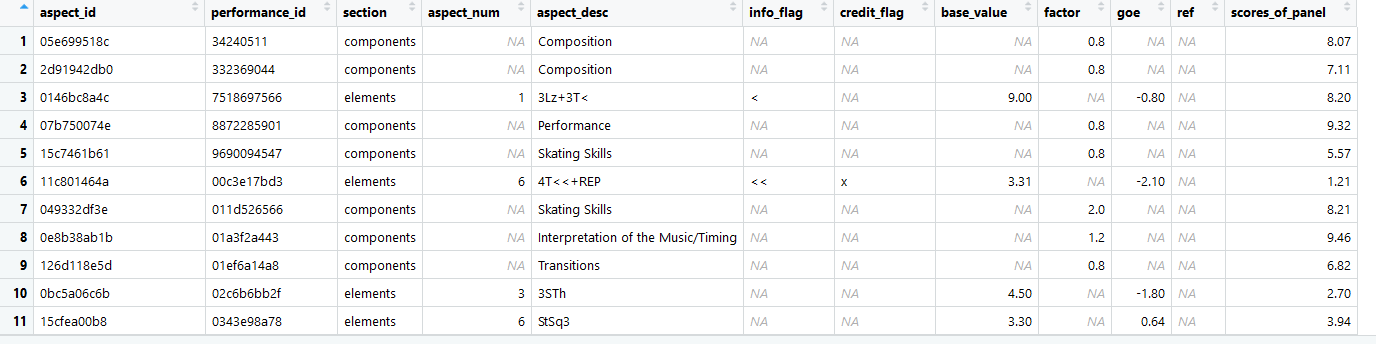 aspect_id performance_id section aspect_num aspect_desc info_flag credit_flag base_value factor goe ref scores_of_panel
1 05e699518c 34240511 components NA Composition NA NA NA 0.8 NA NA 8.07
2 2d91942db0 332369044 components NA Composition NA NA NA 0.8 NA NA 7.11
3 0146bc8a4c 7518697566 elements 1 3Lz+3T< < NA 9.00 NA -0.80 NA 8.20
4 07b750074e 8872285901 components NA Performance NA NA NA 0.8 NA NA 9.32
5 15c7461b61 9690094547 components NA Skating Skills NA NA NA 0.8 NA NA 5.57
6 11c801464a 00c3e17bd3 elements 6 4T<<+REP << x 3.31 NA -2.10 NA 1.21
7 049332df3e 011d526566 components NA Skating Skills NA NA NA 2.0 NA NA 8.21
8 0e8b38ab1b 01a3f2a443 components NA Interpretation of the Music/Timing NA NA NA 1.2 NA NA 9.46
9 126d118e5d 01ef6a14a8 components NA Transitions NA NA NA 0.8 NA NA 6.82
10 0bc5a06c6b 02c6b6bb2f elements 3 3STh NA NA 4.50 NA -1.80 NA 2.70
11 15cfea00b8 0343e98a78 elements 6 StSq3 NA NA 3.30 NA 0.64 NA 3.94